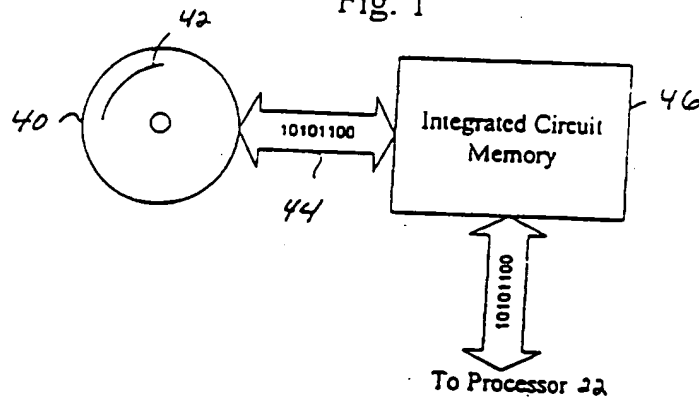 Fig. 1
42
40
10101100
Integrated Circuit
Memory
46
44
10101100
To Processor 22